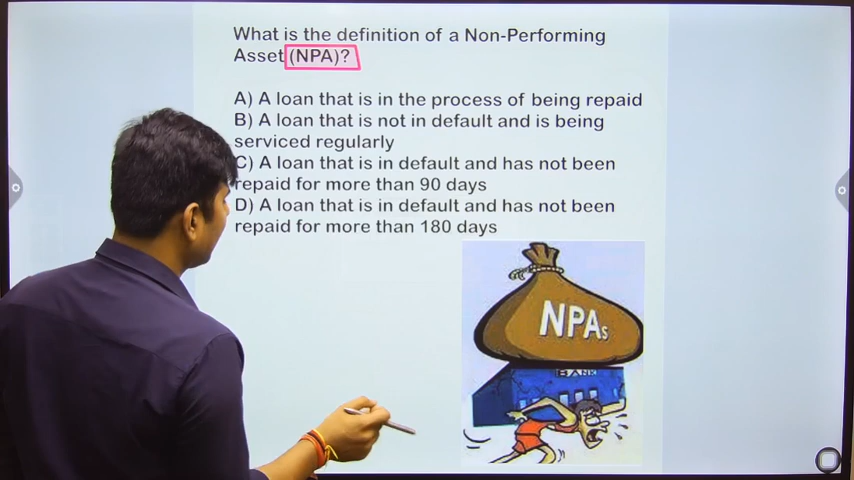 What is the definition of a Non-Performing
Asset (NPA)?
A) A loan that is in the process of being repaid
B) A loan that is not in default and is being
serviced regularly
C) A loan that is in default and has not been
repaid for more than 90 days
D) A loan that is in default and has not been
repaid for more than 180 days
NPAs
BANK